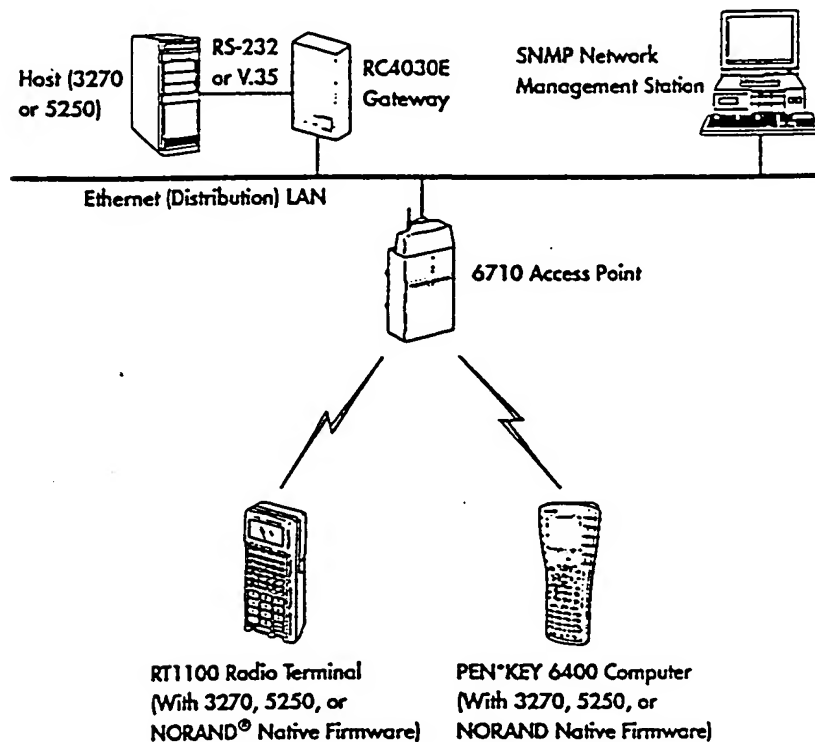 Host (3270
or 5250)
RS-232
or V.35
RC4030E
Gateway
SNMP Network
Management Station
Ethernet (Distribution) LAN
6710 Access Point
RT1100 Radio Terminal
(With 3270, 5250, or
NORAND® Native Firmware)
PEN*KEY 6400 Computer
(With 3270, 5250, or
NORAND Native Firmware)